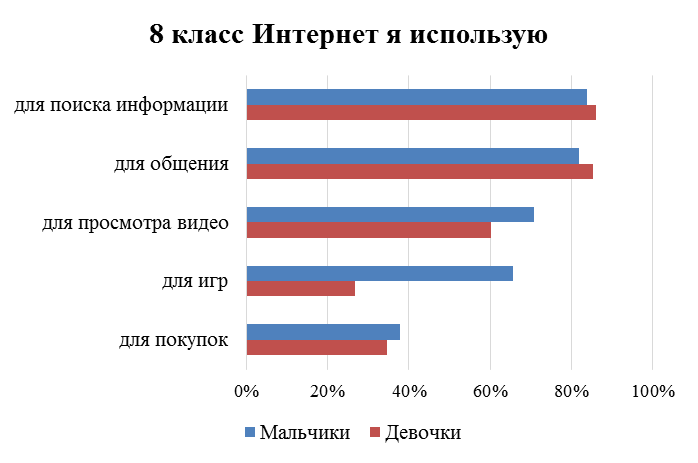 8 класс Интернет я использую
для поиска информации
для общения
для просмотра видео
для игр
для покупок
0% 20% 40% 60% 80% 100%
Мальчики Девочки